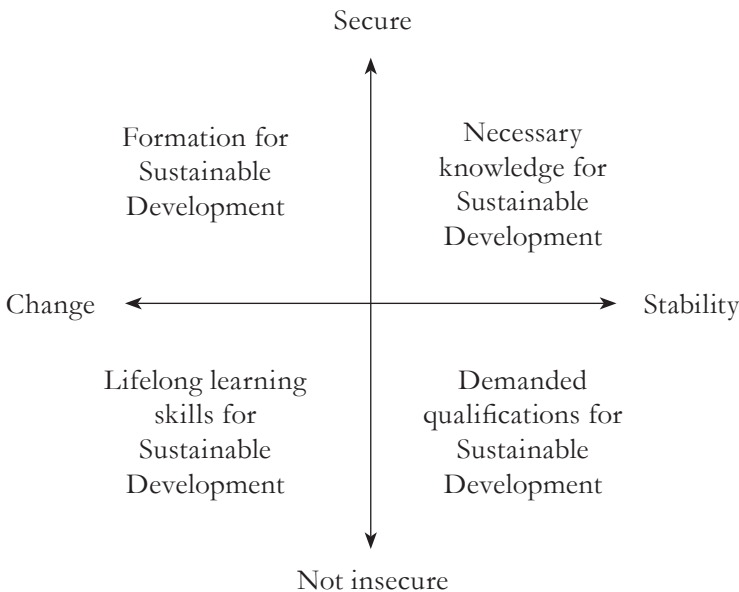 Secure
Formation for
Sustainable
Development
Necessary
knowledge for
Sustainable
Development
Change
Stability
Lifelong learning
skills for
Sustainable
Development
Demanded
qualifications for
Sustainable
Development
Not insecure